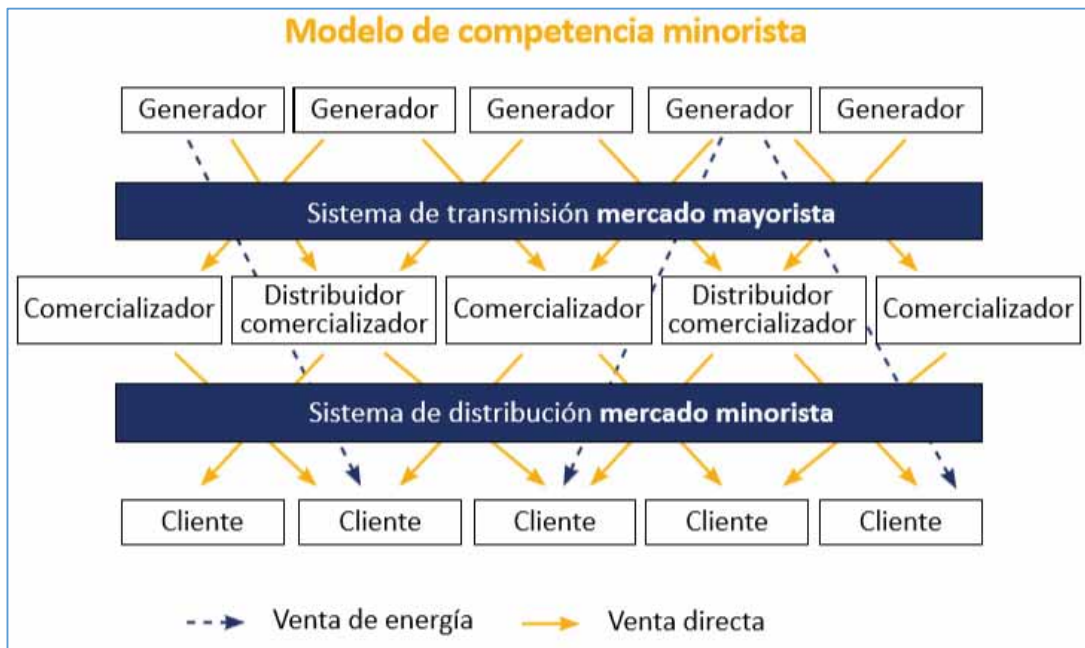 Modelo de competencia minorista
Generador
Generador
Generador
Generador
Generador
Sistema de transmisión mercado mayorista
Comercializador
Distribuidor
comercializador
Comercializador
Distribuidor
comercializador
Comercializador
Sistema de distribución mercado minorista
Cliente
Cliente
Cliente
Cliente
Cliente
Venta de energía
Venta directa